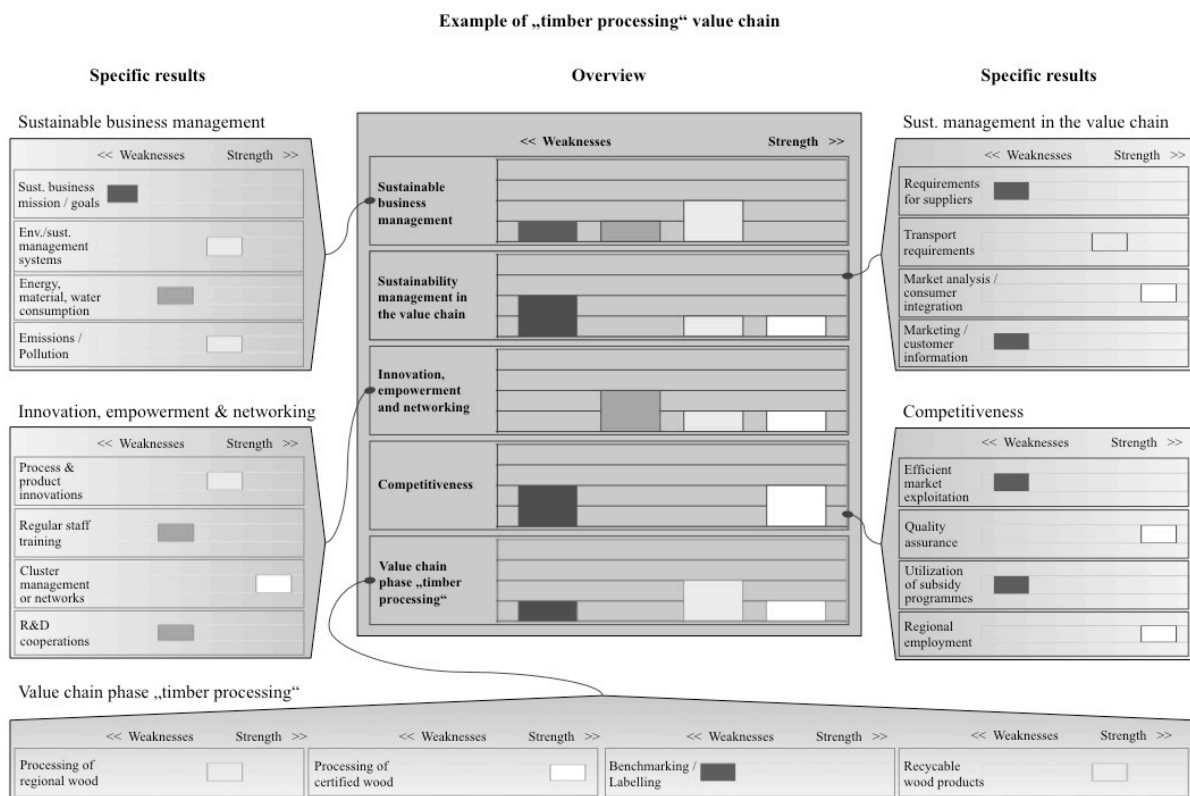 Example of „timber processing“ value chain
Specific results
Overview
Specific results
Sustainable business management
<< Weaknesses
Strength >>
Sust. business
mission / goals
Env./sust.
management
systems
Energy,
material, water
consumption
Emissions /
Pollution
Innovation, empowerment & networking
<< Weaknesses
Strength >>
Process &
product
innovations
Regular staff
training
Cluster
management
or networks
R&D
cooperations
<< Weaknesses
Strength >>
Sustainable
business
management
Sustainability
management in
the value chain
Innovation,
empowerment
and networking
Competitiveness
Value chain
phase „timber
processing“
Sust. management in the value chain
<< Weaknesses
Strength >>
Requirements
for suppliers
Transport
requirements
Market analysis /
consumer
integration
Marketing /
customer
information
Competitiveness
<< Weaknesses
Strength >>
Efficient
market
exploitation
Quality
assurance
Utilization
of subsidy
programmes
Regional
employment
Value chain phase „timber processing“
<< Weaknesses
Strength >>
<< Weaknesses
Strength >>
<< Weaknesses
Strength >>
<< Weaknesses
Strength >>
Processing of
regional wood
Processing of
certified wood
Benchmarking /
Labelling
Recycable
wood products